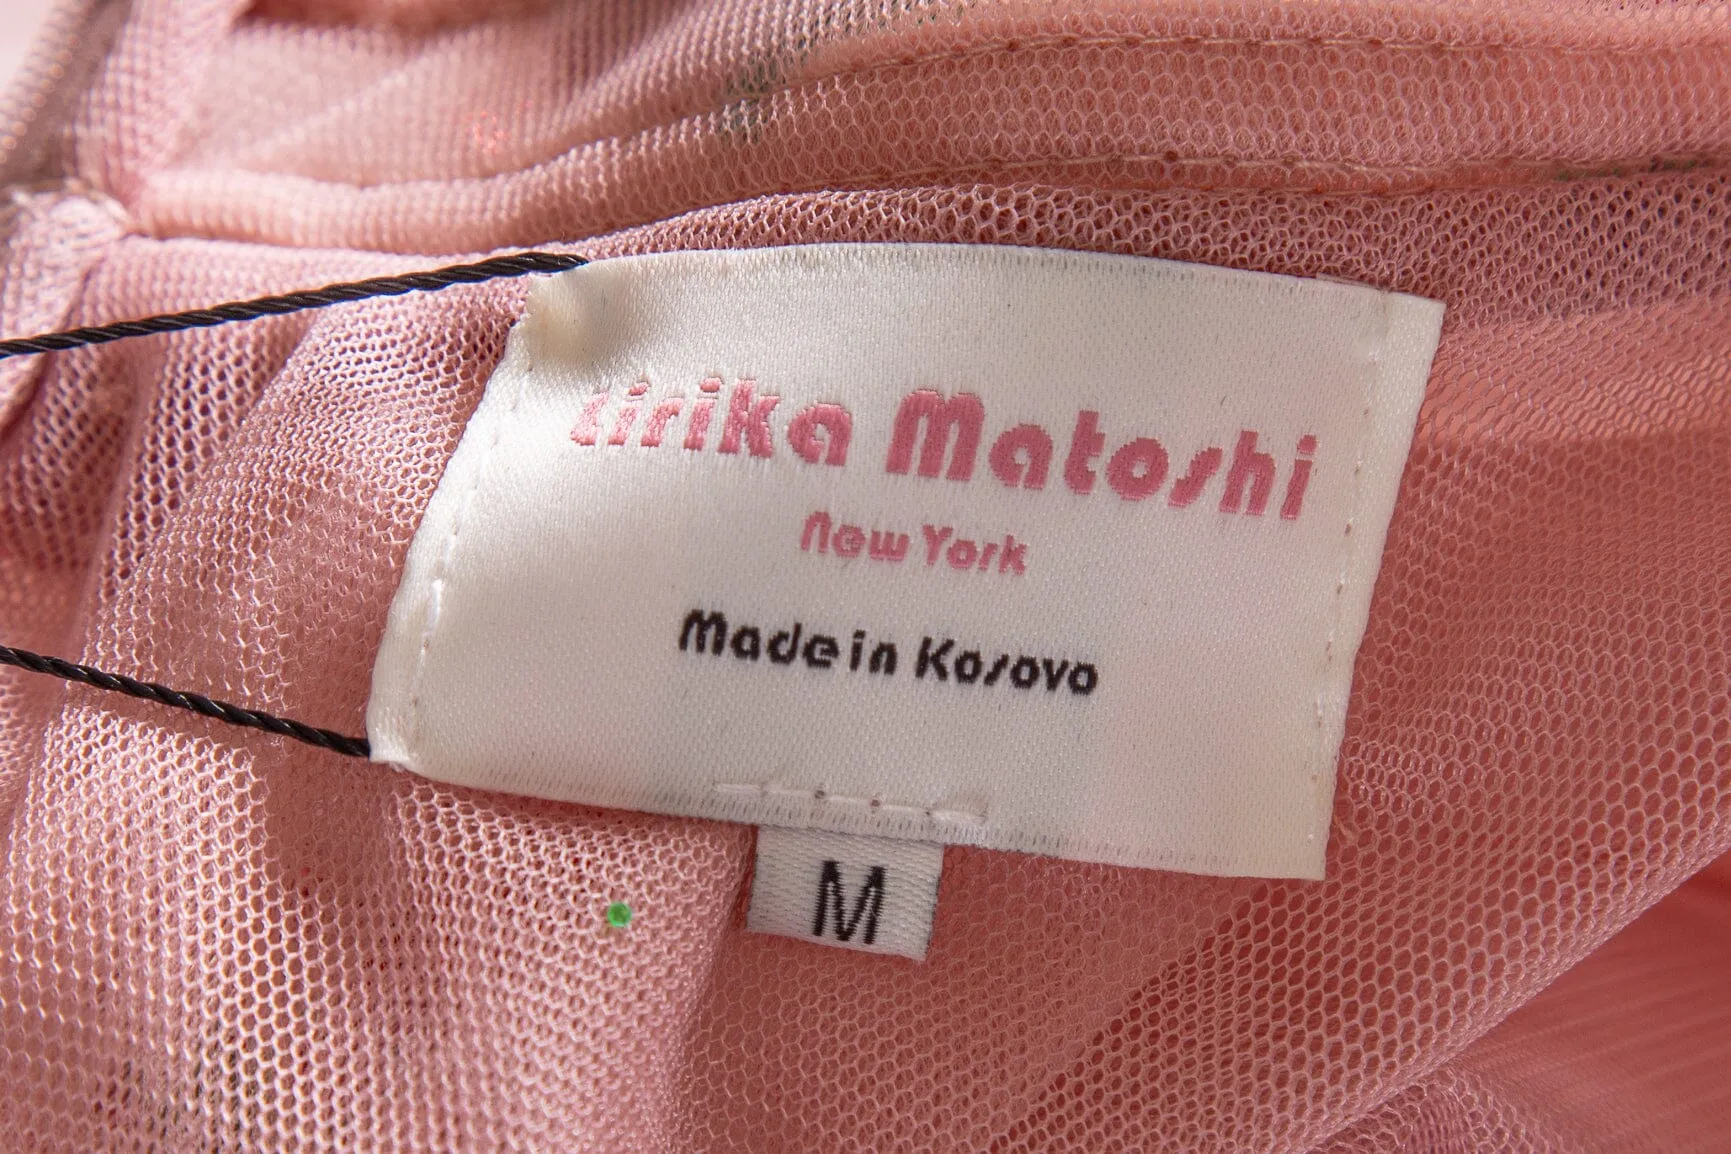 Lirika Matoshi
New York
Made in Kosovo
M